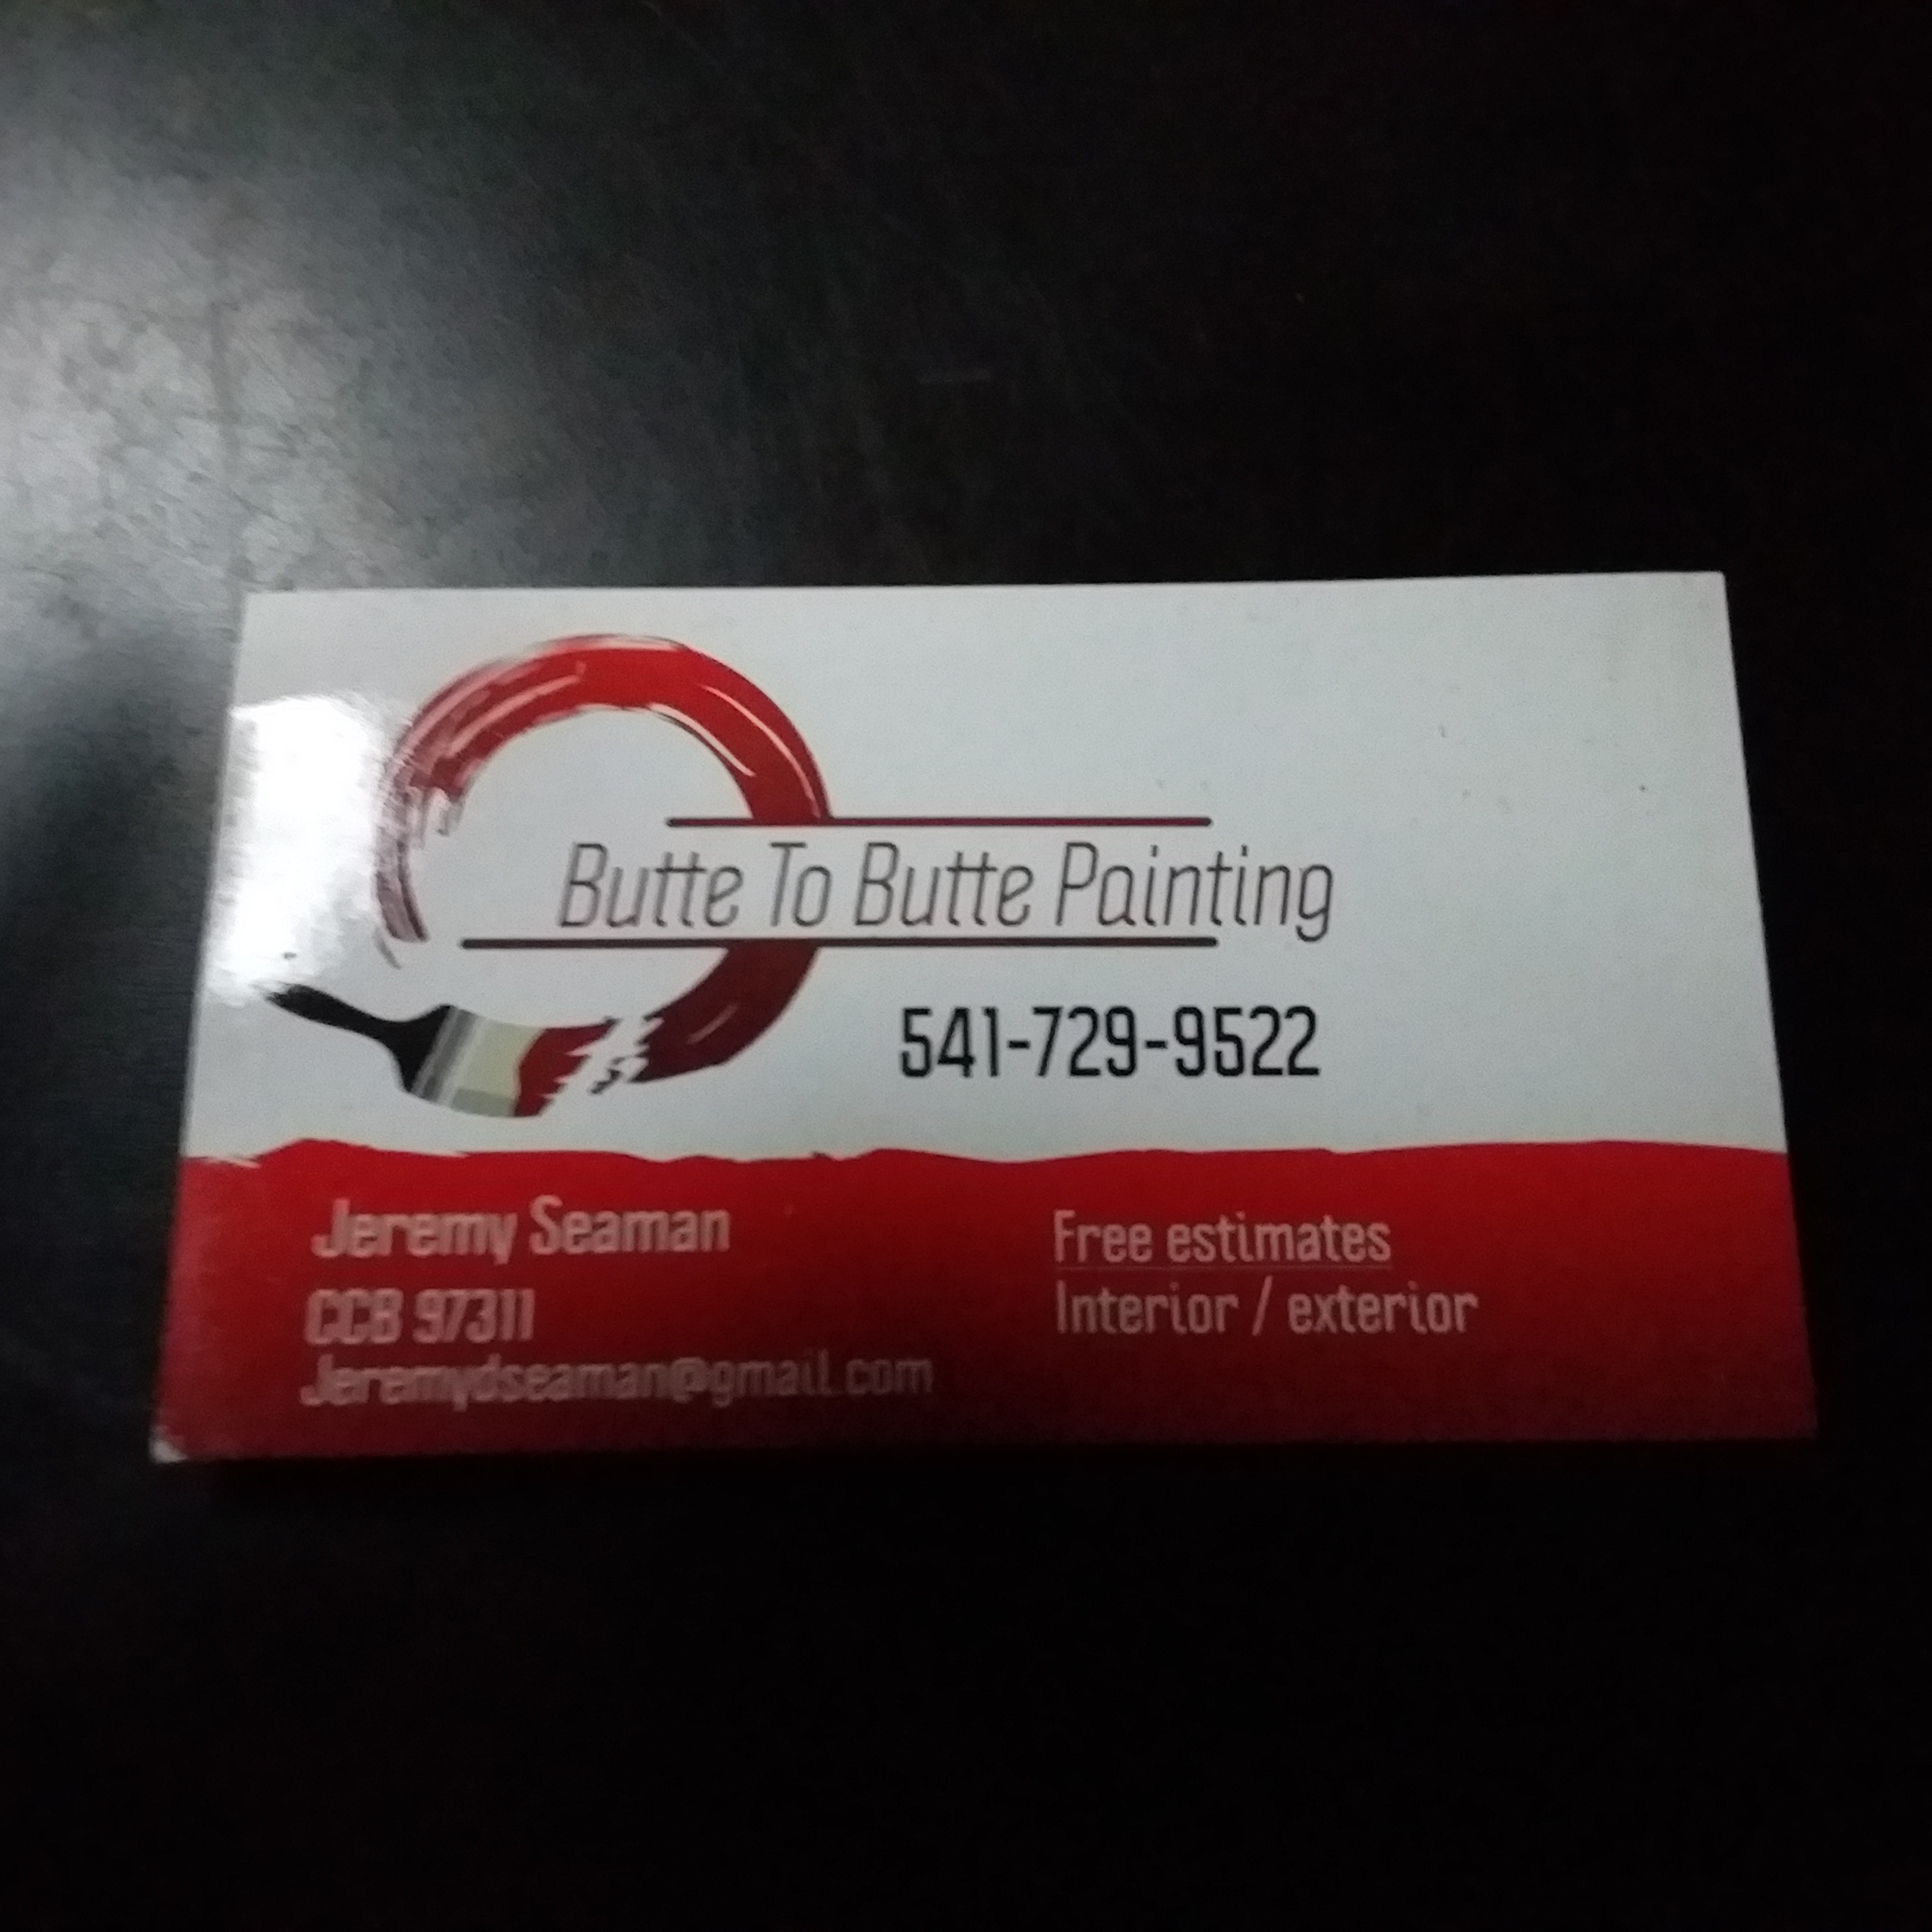 Butte To Butte Painting
541-729-9522
Jeremy Seaman
CCB 97311
Jeremydseaman@gmail.com
Free estimates
Interior / exterior